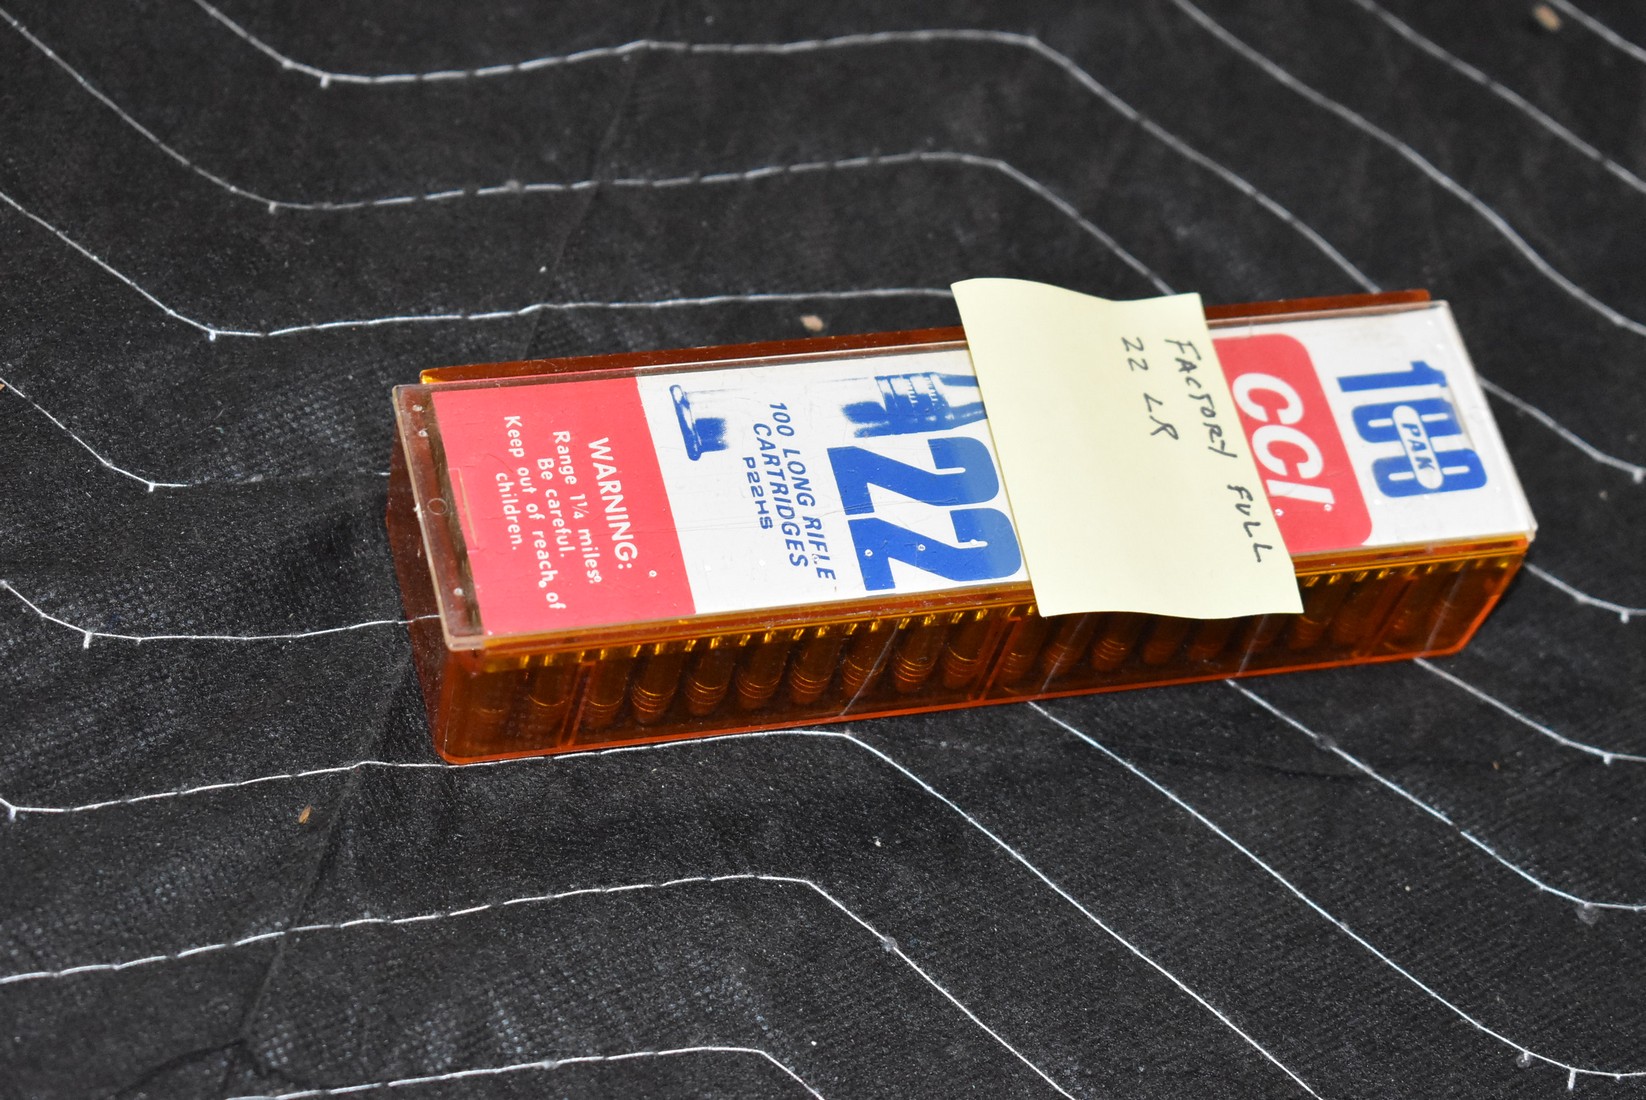 100
PAK
CCI.
FACTORY FULL
22 LR
22
100 LONG RIFLE
CARTRIDGES
P22HS
WARNING:
Range 1¼ miles.
Be careful.
Keep out of reach of
children.